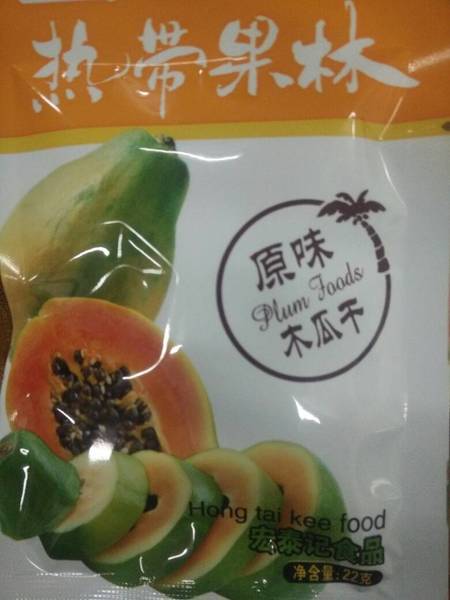 热带果林
原味
Plum Foods
木瓜干
Hong tai kee food
宏泰记食品
净含量:22克